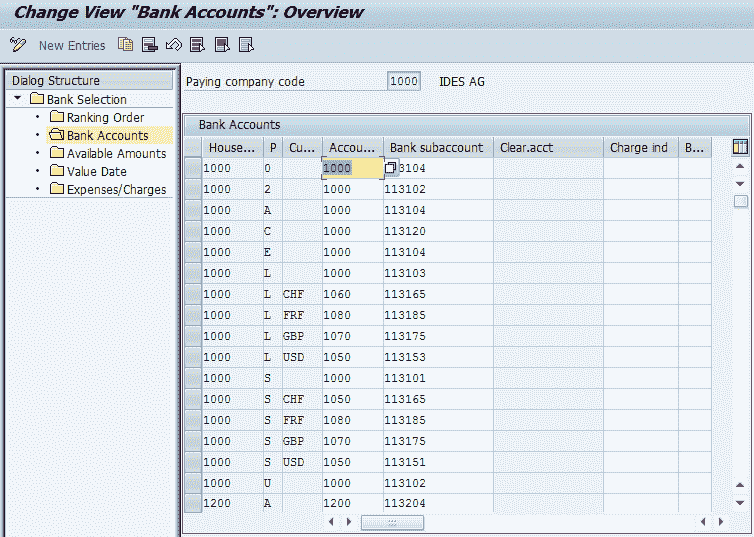 Change View "Bank Accounts": Overview
New Entries
Dialog Structure
Bank Selection
Ranking Order
Bank Accounts
Available Amounts
Value Date
Expenses/Charges
Paying company code 1000 IDES AG
Bank Accounts
House... P Cu... Accou... Bank subaccount Clear.acct Charge ind B...
1000 0 1000 3104
1000 2 1000 113102
1000 A 1000 113104
1000 C 1000 113120
1000 E 1000 113104
1000 L 1000 113103
1000 L CHF 1060 113165
1000 L FRF 1080 113185
1000 L GBP 1070 113175
1000 L USD 1050 113153
1000 S 1000 113101
1000 S CHF 1050 113165
1000 S FRF 1080 113185
1000 S GBP 1070 113175
1000 S USD 1050 113151
1000 U 1000 113102
1200 A 1200 113204